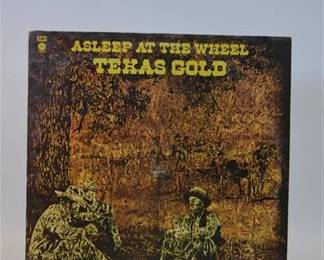 ASLEEP AT THE WHEEL
TEXAS GOLD